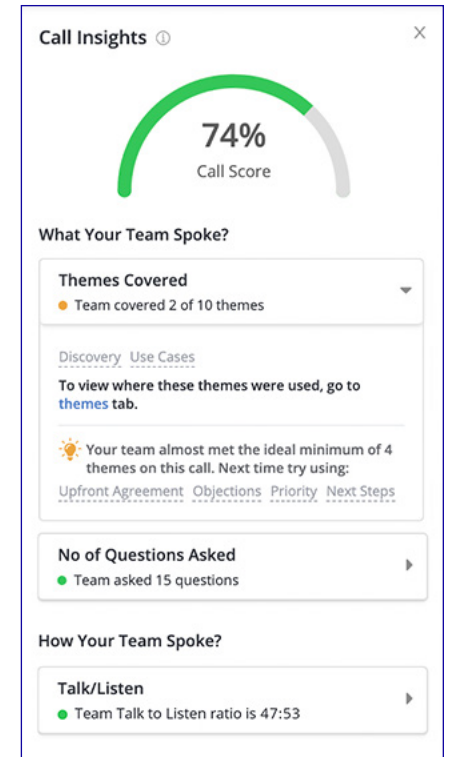 Call Insights
74%
Call Score
What Your Team Spoke?
Themes Covered
Team covered 2 of 10 themes
Discovery Use Cases
To view where these themes were used, go to
themes tab.
Your team almost met the ideal minimum of 4
themes on this call. Next time try using:
Upfront Agreement Objections Priority Next Steps
No of Questions Asked
Team asked 15 questions
How Your Team Spoke?
Talk/Listen
Team Talk to Listen ratio is 47:53